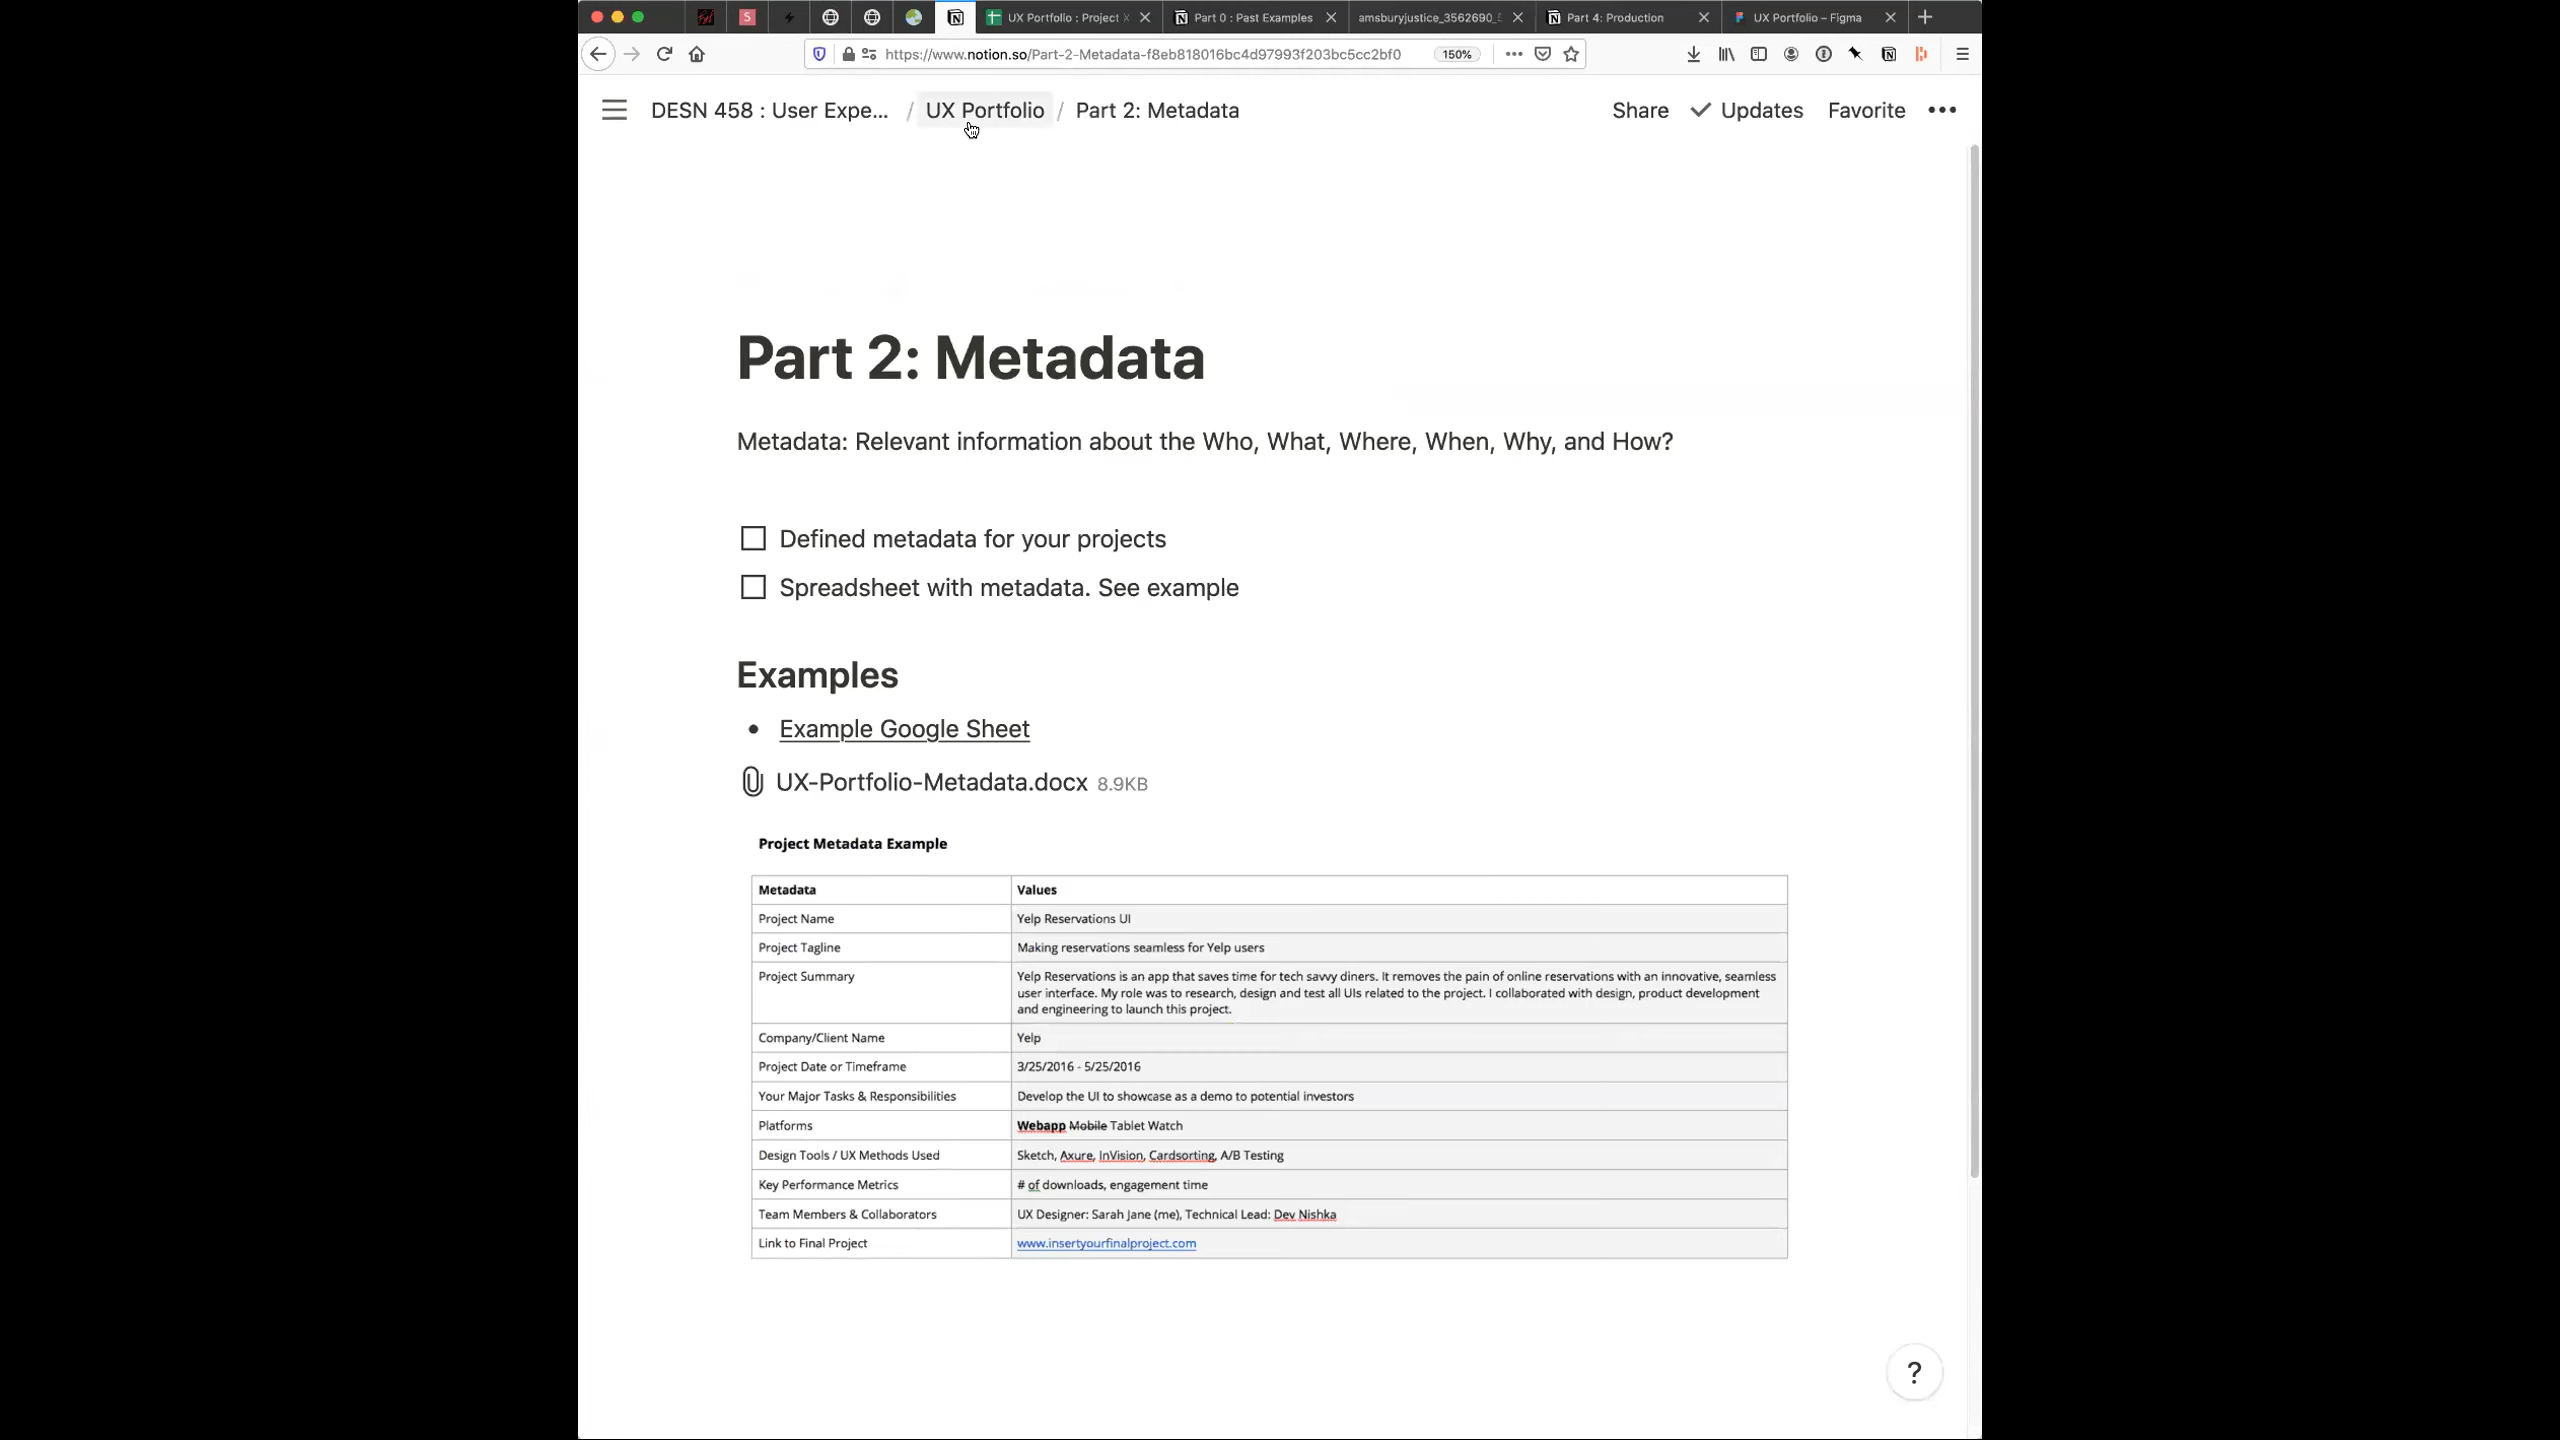 S
UX Portfolio : Project
Part 0 : Past Examples
amsburyjustice_3562690_
Part 4: Production
UX Portfolio – Figma
https://www.notion.so/Part-2-Metadata-f8eb818016bc4d97993f203bc5cc2bf0
150%
DESN 458 : User Expe... / UX Portfolio / Part 2: Metadata
Share
Updates
Favorite
Part 2: Metadata
Metadata: Relevant information about the Who, What, Where, When, Why, and How?
Defined metadata for your projects
Spreadsheet with metadata. See example
Examples
• Example Google Sheet
UX-Portfolio-Metadata.docx 8.9KB
Project Metadata Example
Metadata Values
Project Name Yelp Reservations UI
Project Tagline Making reservations seamless for Yelp users
Project Summary Yelp Reservations is an app that saves time for tech savvy diners. It removes the pain of online reservations with an innovative, seamless
user interface. My role was to research, design and test all UIs related to the project. I collaborated with design, product development
and engineering to launch this project.
Company/Client Name Yelp
Project Date or Timeframe 3/25/2016 - 5/25/2016
Your Major Tasks & Responsibilities Develop the UI to showcase as a demo to potential investors
Platforms Webapp Mobile Tablet Watch
Design Tools / UX Methods Used Sketch, Axure, InVision, Cardsorting, A/B Testing
Key Performance Metrics # of downloads, engagement time
Team Members & Collaborators UX Designer: Sarah Jane (me), Technical Lead: Dev Nishka
Link to Final Project www.insertyourfinalproject.com
?